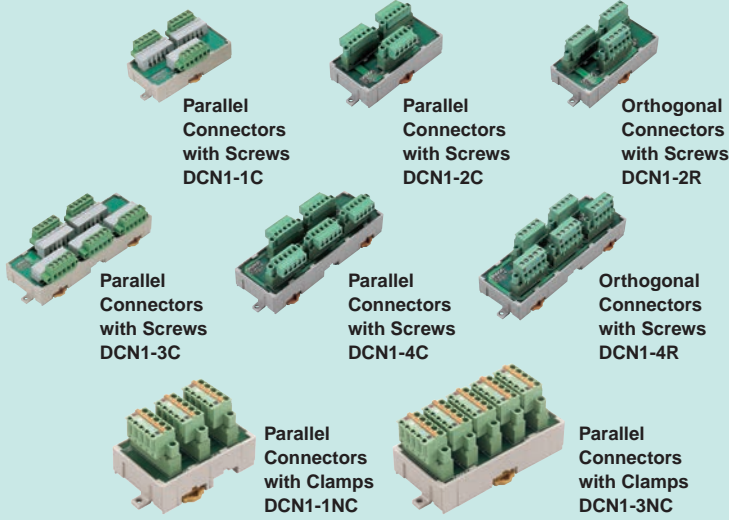 Parallel
Connectors
with Screws
DCN1-1C
Parallel
Connectors
with Screws
DCN1-2C
Orthogonal
Connectors
with Screws
DCN1-2R
Parallel
Connectors
with Screws
DCN1-3C
Parallel
Connectors
with Screws
DCN1-4C
Orthogonal
Connectors
with Screws
DCN1-4R
Parallel
Connectors
with Clamps
DCN1-1NC
Parallel
Connectors
with Clamps
DCN1-3NC